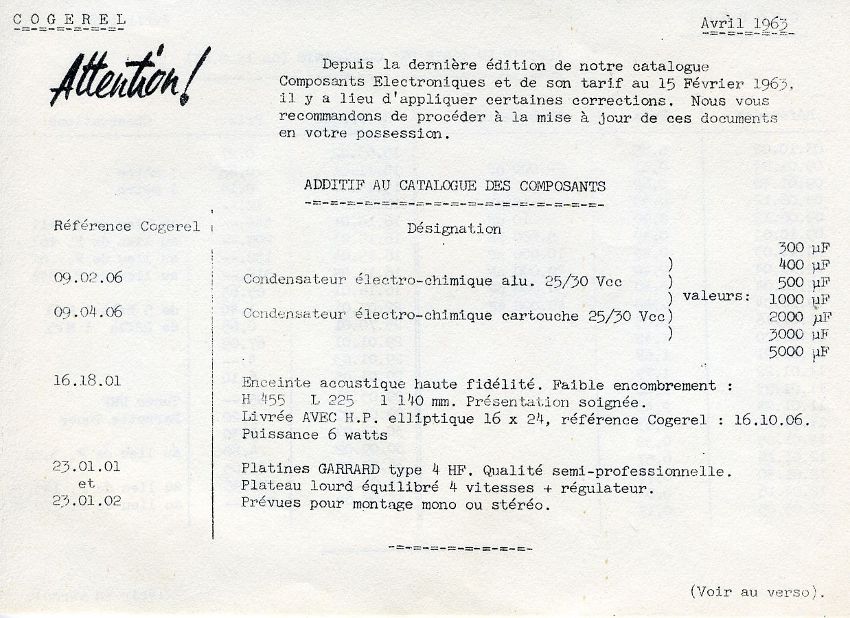 COGEREL
Avril 1963
Attention!
Depuis la dernière édition de notre catalogue
Composants Electroniques et de son tarif au 15 Février 1963.
il y a lieu d'appliquer certaines corrections. Nous vous
recommandons de procéder à la mise à jour de ces documents
en votre possession.
ADDITIF AU CATALOGUE DES COMPOSANTS
Référence Cogerel
Désignation
09.02.06
Condensateur électro-chimique alu. 25/30 Vcc )
09.04.06
Condensateur électro-chimique cartouche 25/30 Vcc)
valeurs:
300 µF
400 µF
500 µF
1000 µF
2000 µF
3000 µF
5000 µF
16.18.01
Enceinte acoustique haute fidélité. Faible encombrement :
H 455 L 225 l 140 mm. Présentation soignée.
Livrée AVEC H.P. elliptique 16 x 24, référence Cogerel : 16.10.06.
Puissance 6 watts
23.01.01
et
23.01.02
Platines GARRARD type 4 HF. Qualité semi-professionnelle.
Plateau lourd équilibré 4 vitesses + régulateur.
Prévues pour montage mono ou stéréo.
(Voir au verso).